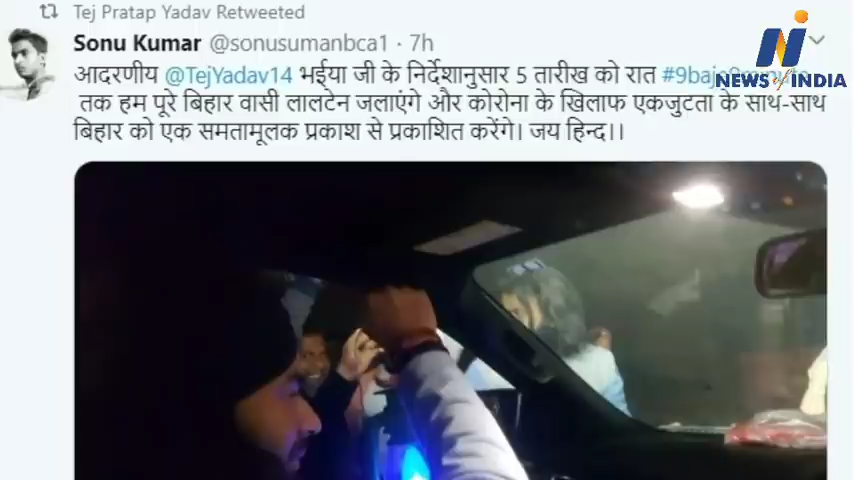 Tej Pratap Yadav Retweeted
Sonu Kumar @sonusumanbca1 · 7h
आदरणीय @TejYadav14 भईया जी के निर्देशानुसार 5 तारीख को रात
तक हम पूरे बिहार वासी लालटेन जलाएंगे और कोरोना के खिलाफ एकजुटता के साथ-साथ
बिहार को एक समतामूलक प्रकाश से प्रकाशित करेंगे। जय हिन्द।।
NEWS of INDIA